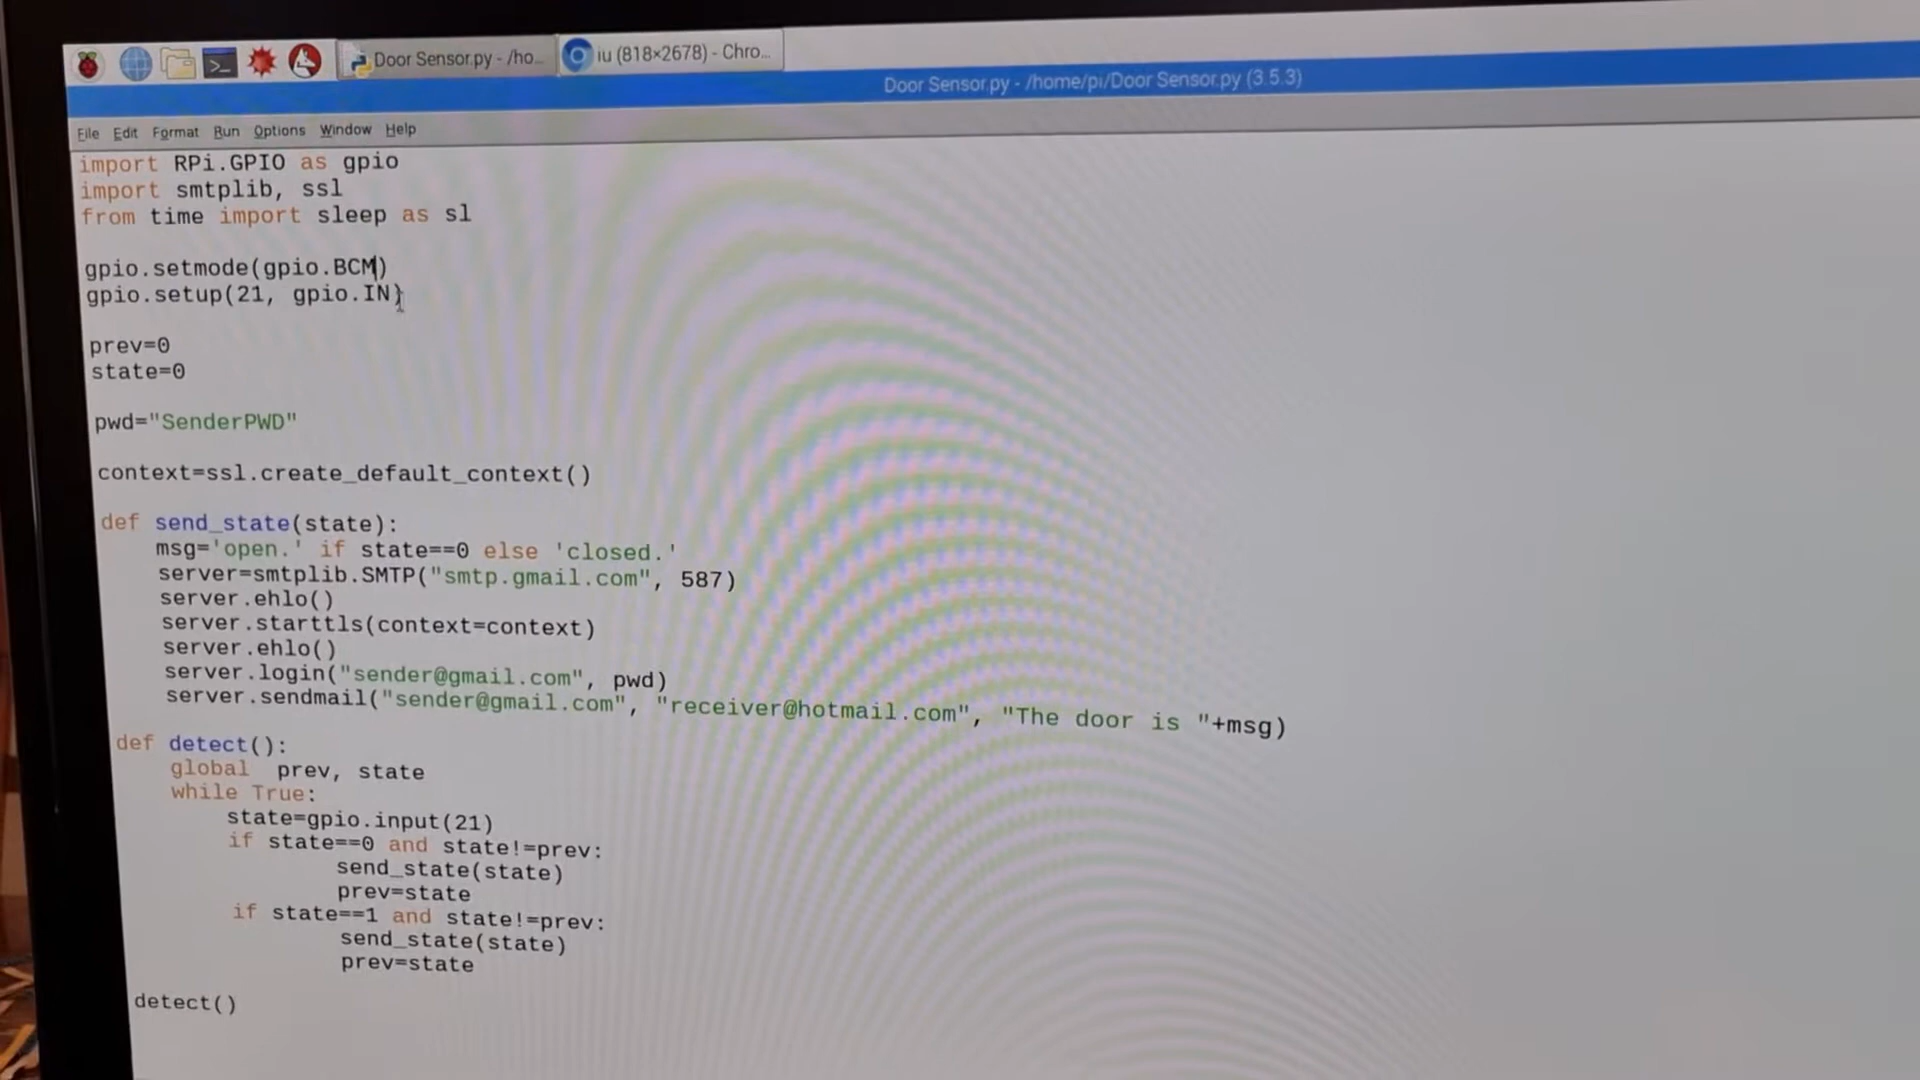 Door Sensor.py - /ho...
iu (818×2678) - Chro...
Door Sensor.py - /home/pi/Door Sensor.py (3.5.3)
File Edit Format Run Options Window Help
import RPi.GPIO as gpio
import smtplib, ssl
from time import sleep as sl
gpio.setmode(gpio.BCM)
gpio.setup(21, gpio.IN)
prev=0
state=0
pwd="SenderPWD"
context=ssl.create_default_context()
def send_state(state):
msg='open.' if state==0 else 'closed.'
server=smtplib.SMTP("smtp.gmail.com", 587)
server.ehlo()
server.starttls(context=context)
server.ehlo()
server.login("sender@gmail.com", pwd)
server.sendmail("sender@gmail.com", "receiver@hotmail.com", "The door is "+msg)
def detect():
global prev, state
while True:
state=gpio.input(21)
if state==0 and state!=prev:
send_state(state)
prev=state
if state==1 and state!=prev:
send_state(state)
prev=state
detect()